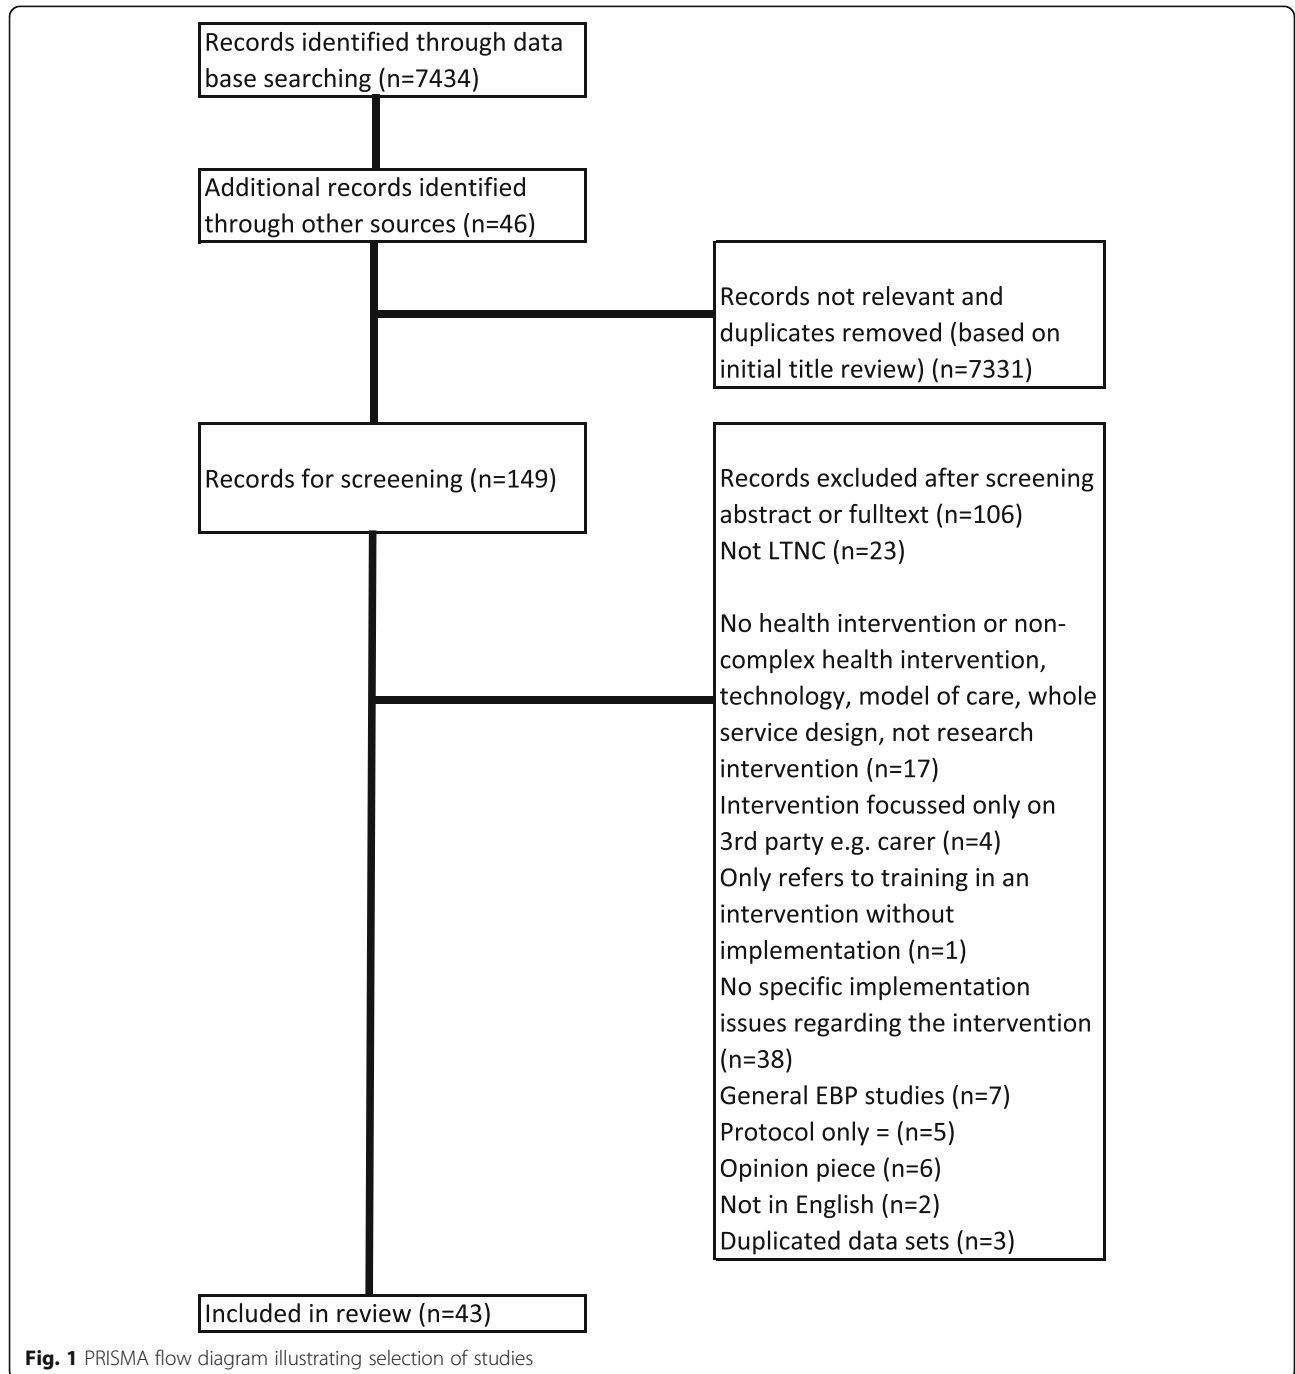 Records identified through data
base searching (n=7434)
Additional records identified
through other sources (n=46)
Records not relevant and
duplicates removed (based on
initial title review) (n=7331)
Records for screeening (n=149)
Records excluded after screening
abstract or fulltext (n=106)
Not LTNC (n=23)
No health intervention or non-
complex health intervention,
technology, model of care, whole
service design, not research
intervention (n=17)
Intervention focussed only on
3rd party e.g. carer (n=4)
Only refers to training in an
intervention without
implementation (n=1)
No specific implementation
issues regarding the intervention
(n=38)
General EBP studies (n=7)
Protocol only = (n=5)
Opinion piece (n=6)
Not in English (n=2)
Duplicated data sets (n=3)
Included in review (n=43)
Fig. 1 PRISMA flow diagram illustrating selection of studies